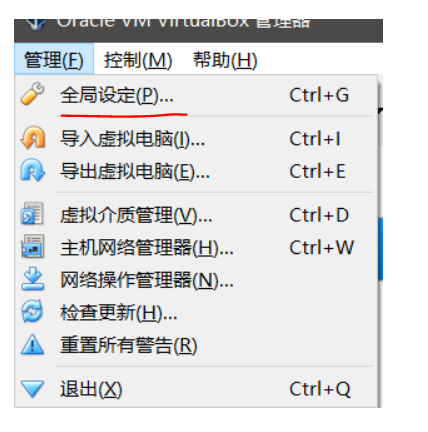 Oracle VM VirtualBox 管理器
管理(F) 控制(M) 帮助(H)
全局设定(P)... Ctrl+G
导入虚拟电脑(I)... Ctrl+I
导出虚拟电脑(E)... Ctrl+E
虚拟介质管理(V)... Ctrl+D
主机网络管理器(H)... Ctrl+W
网络操作管理器(N)...
检查更新(H)...
重置所有警告(R)
退出(X) Ctrl+Q